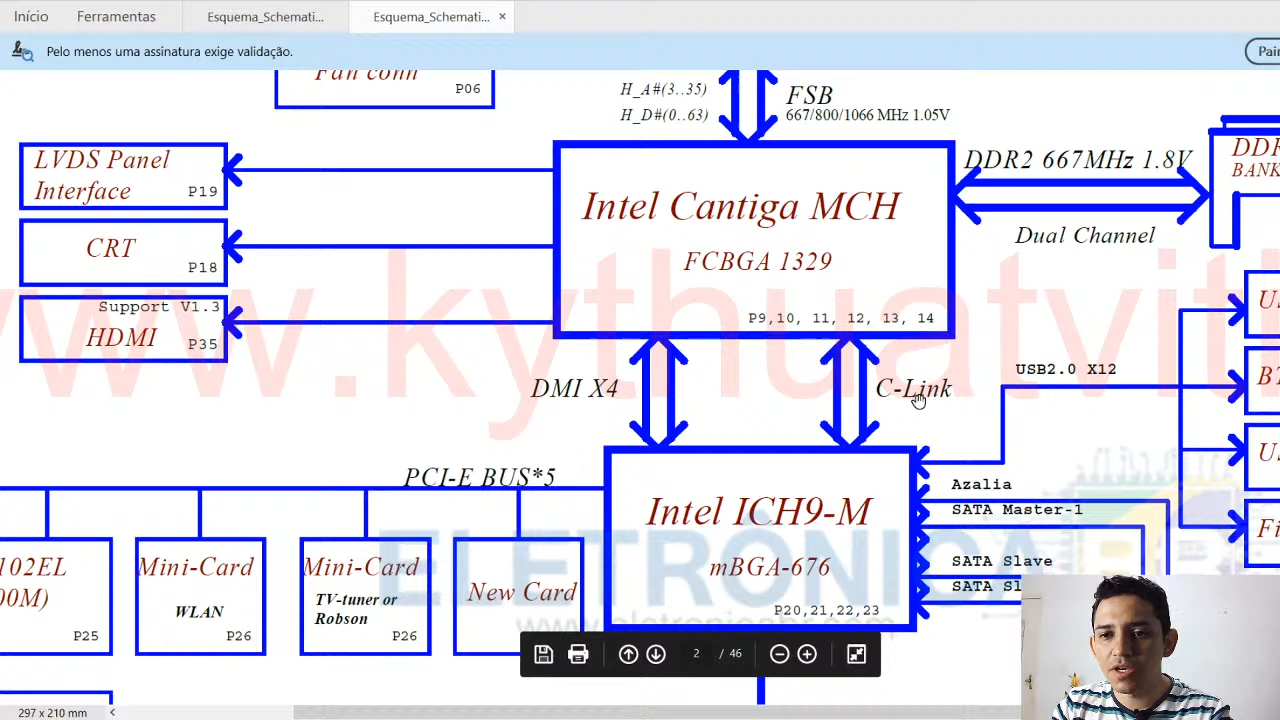 Início
Ferramentas
Esquema_Schemati...
Esquema_Schemati...
×
Pelo menos uma assinatura exige validação.
Fan conn
P06
H_A#(3..35)
H_D#(0..63)
FSB
667/800/1066 MHz 1.05V
LVDS Panel
Interface
P19
CRT
P18
Support V1.3
HDMI
P35
Intel Cantiga MCH
FCBGA 1329
P9,10, 11, 12, 13, 14
DDR2 667MHz 1.8V
Dual Channel
BANK
www.kythuatviti
DMI X4
C-Link
USB2.0 X12
PCI-E BUS*5
Intel ICH9-M
mBGA-676
P20,21,22,23
Azalia
SATA Master-1
SATA Slave
102EL
P25
Mini-Card
WLAN
P26
Mini-Card
TV-tuner or
Robson
P26
New Card
ELETRÔNICA
2 / 46
297 x 210 mm